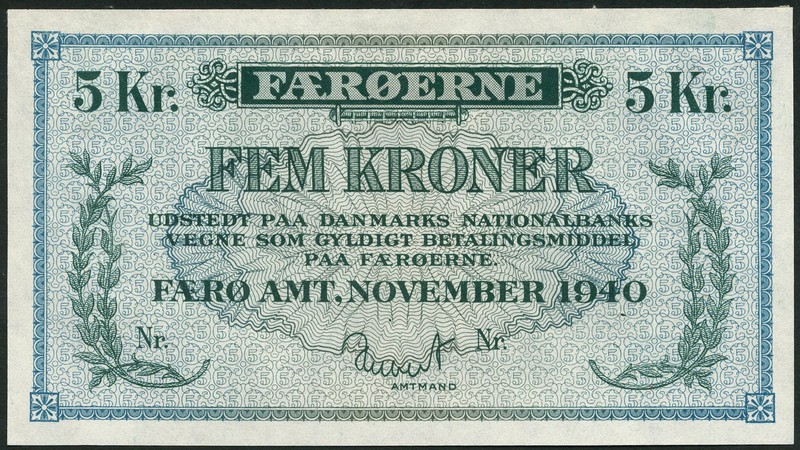 5 Kr. FÆRØERNE 5 Kr.
FEM KRONER
UDSTEDT PAA DANMARKS NATIONALBANKS
VEGNE SOM GYLDIGT BETALINGSMIDDEL
PAA FÆRØERNE.
FÆRØ AMT, NOVEMBER 1940
Nr. Nr.
AMTMAND